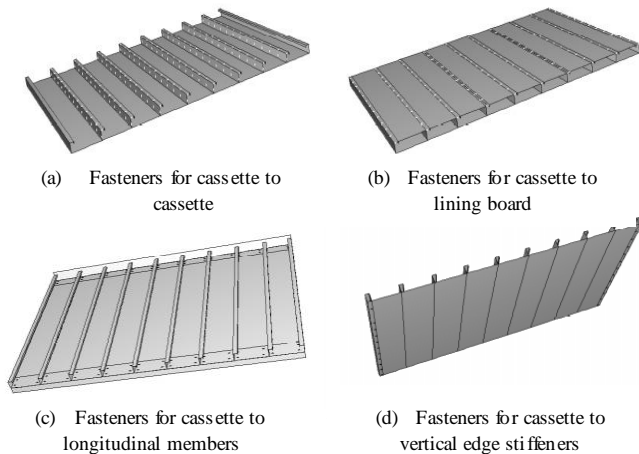 (a) Fasteners for cassette to
cassette
(b) Fasteners for cassette to
lining board
(c) Fasteners for cassette to
longitudinal members
(d) Fasteners for cassette to
vertical edge stiffeners